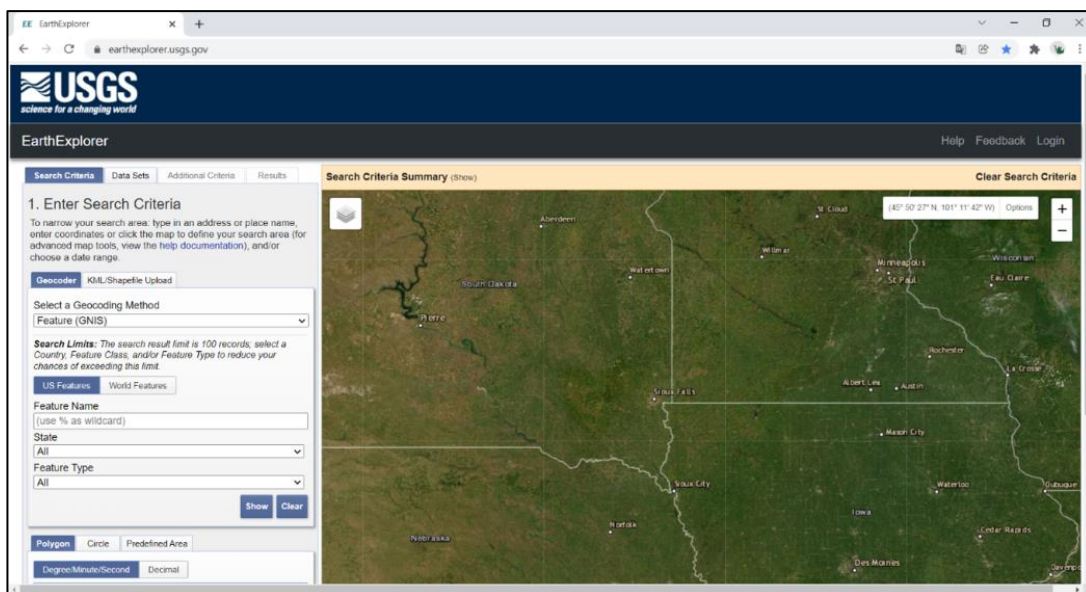 EE EarthExplorer
earthexplorer.usgs.gov
USGS
science for a changing world
EarthExplorer
Help Feedback Login
Search Criteria Data Sets Additional Criteria Results
1. Enter Search Criteria
To narrow your search area: type in an address or place name,
enter coordinates or click the map to define your search area (for
advanced map tools, view the help documentation), and/or
choose a date range.
Geocoder KML/Shapefile Upload
Select a Geocoding Method
Feature (GNIS)
Search Limits: The search result limit is 100 records; select a
Country, Feature Class, and/or Feature Type to reduce your
chances of exceeding this limit.
US Features World Features
Feature Name
(use % as wildcard)
State
All
Feature Type
All
Show Clear
Polygon Circle Predefined Area
Degree/Minute/Second Decimal
Search Criteria Summary (Show) Clear Search Criteria
(45° 50' 27" N, 101° 11' 42" W) Options
+
−
Aberdeen
St Cloud
Willmar
Minneapolis
St Paul
Wisconsin
Eau Claire
Watertown
South Dakota
Pierre
Rochester
La Crosse
Albert Lea
Austin
Sioux Falls
Mason City
Sioux City
Waterloo
Dubuque
Iowa
Norfolk
Nebraska
Cedar Rapids
Des Moines